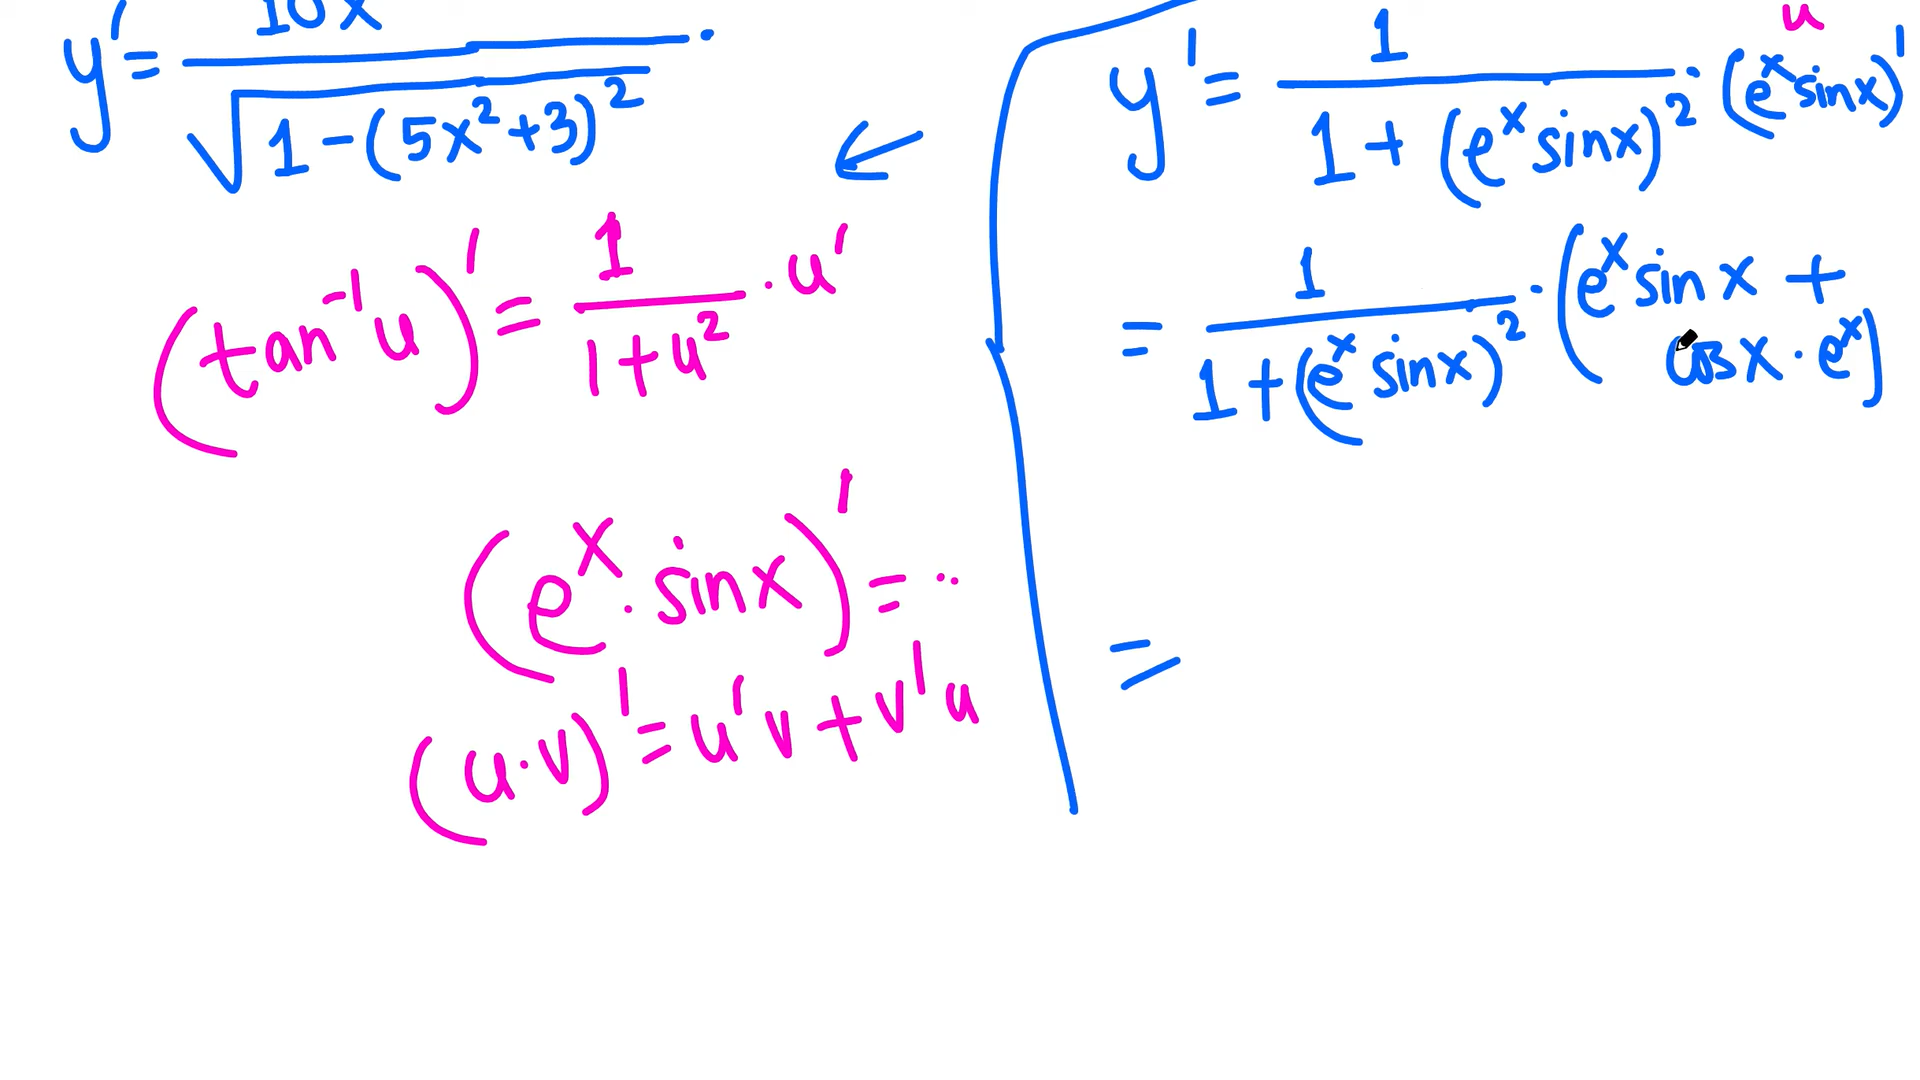 y' = 10x / √(1-(5x²+3)²) ·
(tan⁻¹u)' = 1/(1+u²) · u'
(eˣ · sinx)' = ··
(u·v)' = u'v + v'u
u
y' = 1/(1+(eˣ sinx)²) · (eˣ sinx)'
= 1/(1+(eˣ sinx)²) · (eˣ sin x +
cos x · eˣ)
=